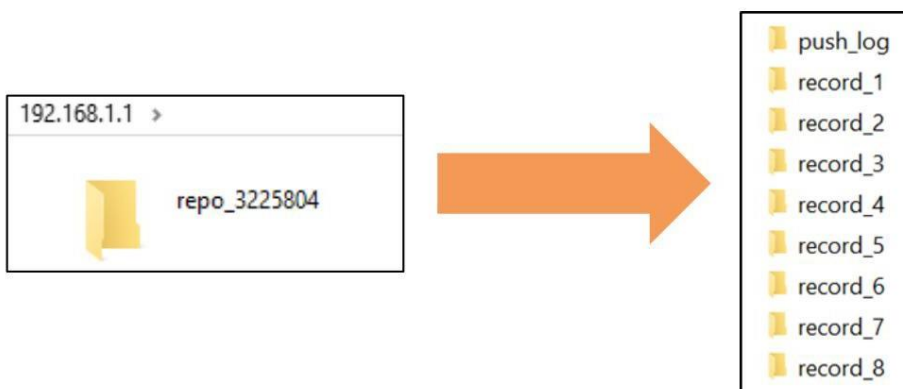 192.168.1.1 >
repo_3225804
push_log
record_1
record_2
record_3
record_4
record_5
record_6
record_7
record_8